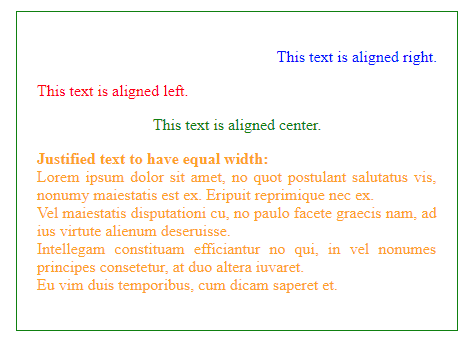 This text is aligned right.
This text is aligned left.
This text is aligned center.
Justified text to have equal width:
Lorem ipsum dolor sit amet, no quot postulant salutatus vis,
nonumy maiestatis est ex. Eripuit reprimique nec ex.
Vel maiestatis disputationi cu, no paulo facete graecis nam, ad
ius virtute alienum deseruisse.
Intellegam constituam efficiantur no qui, in vel nonumes
principes consetetur, at duo altera iuvaret.
Eu vim duis temporibus, cum dicam saperet et.